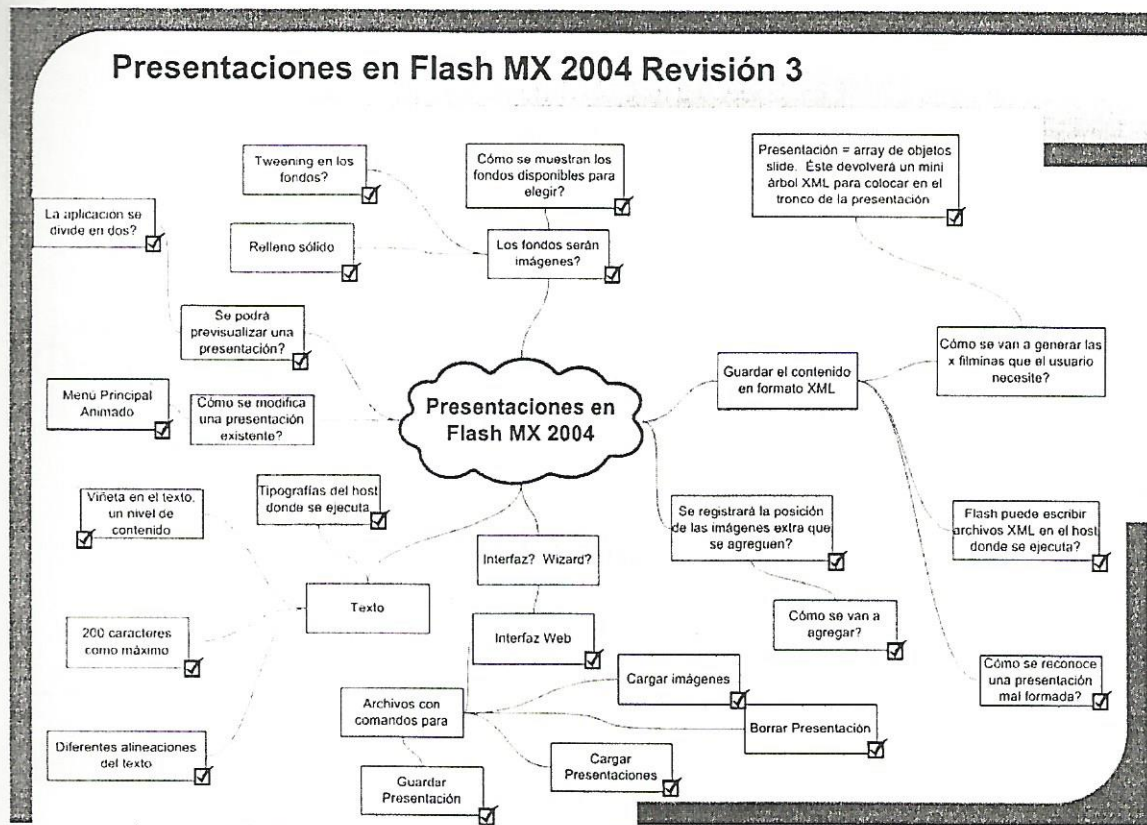 Presentaciones en Flash MX 2004 Revisión 3
Tweening en los
fondos?
Cómo se muestran los
fondos disponibles para
elegir?
Presentación = array de objetos
slide. Éste devolverá un mini
árbol XML para colocar en el
tronco de la presentación
La aplicación se
divide en dos?
Relleno sólido
Los fondos serán
imágenes?
Se podrá
previsualizar una
presentación?
Guardar el contenido
en formato XML
Cómo se van a generar las
x filminas que el usuario
necesite?
Menú Principal
Animado
Cómo se modifica
una presentación
existente?
Presentaciones en
Flash MX 2004
Viñeta en el texto.
un nivel de
contenido
Tipografías del host
donde se ejecuta
Se registrará la posición
de las imágenes extra que
se agreguen?
Flash puede escribir
archivos XML en el host
donde se ejecuta?
Interfaz? Wizard?
Texto
Cómo se van a
agregar?
200 caracteres
como máximo
Interfaz Web
Cómo se reconoce
una presentación
mal formada?
Cargar imágenes
Archivos con
comandos para
Borrar Presentación
Diferentes alineaciones
del texto
Cargar
Presentaciones
Guardar
Presentación